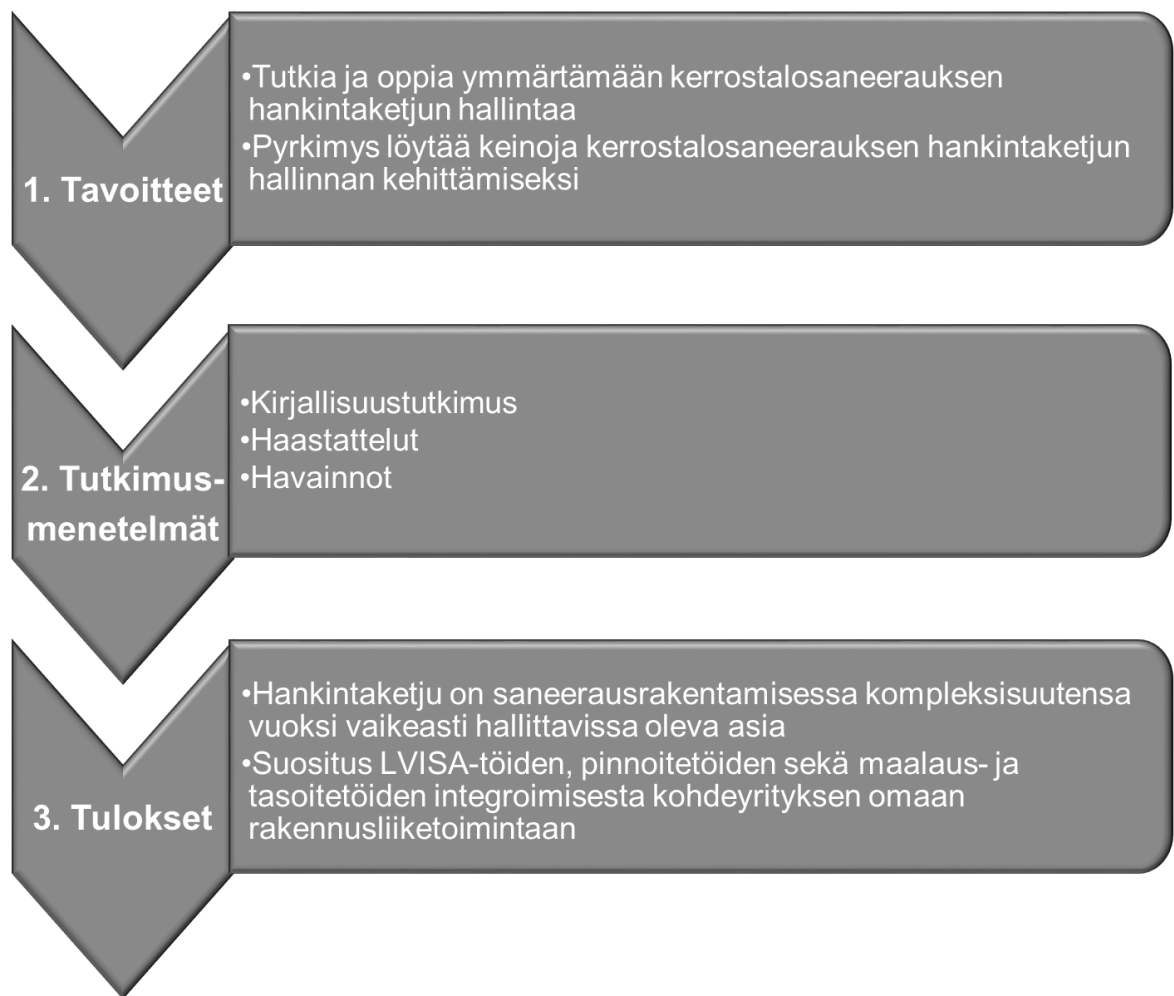 1. Tavoitteet
•Tutkia ja oppia ymmärtämään kerrostalosaneerauksen
hankintaketjun hallintaa
•Pyrkimys löytää keinoja kerrostalosaneerauksen hankintaketjun
hallinnan kehittämiseksi
2. Tutkimus-
menetelmät
•Kirjallisuustutkimus
•Haastattelut
•Havainnot
3. Tulokset
•Hankintaketju on saneerausrakentamisessa kompleksisuutensa
vuoksi vaikeasti hallittavissa oleva asia
•Suositus LVISA-töiden, pinnoitetöiden sekä maalaus- ja
tasoitetöiden integroimisesta kohdeyrityksen omaan
rakennusliiketoimintaan